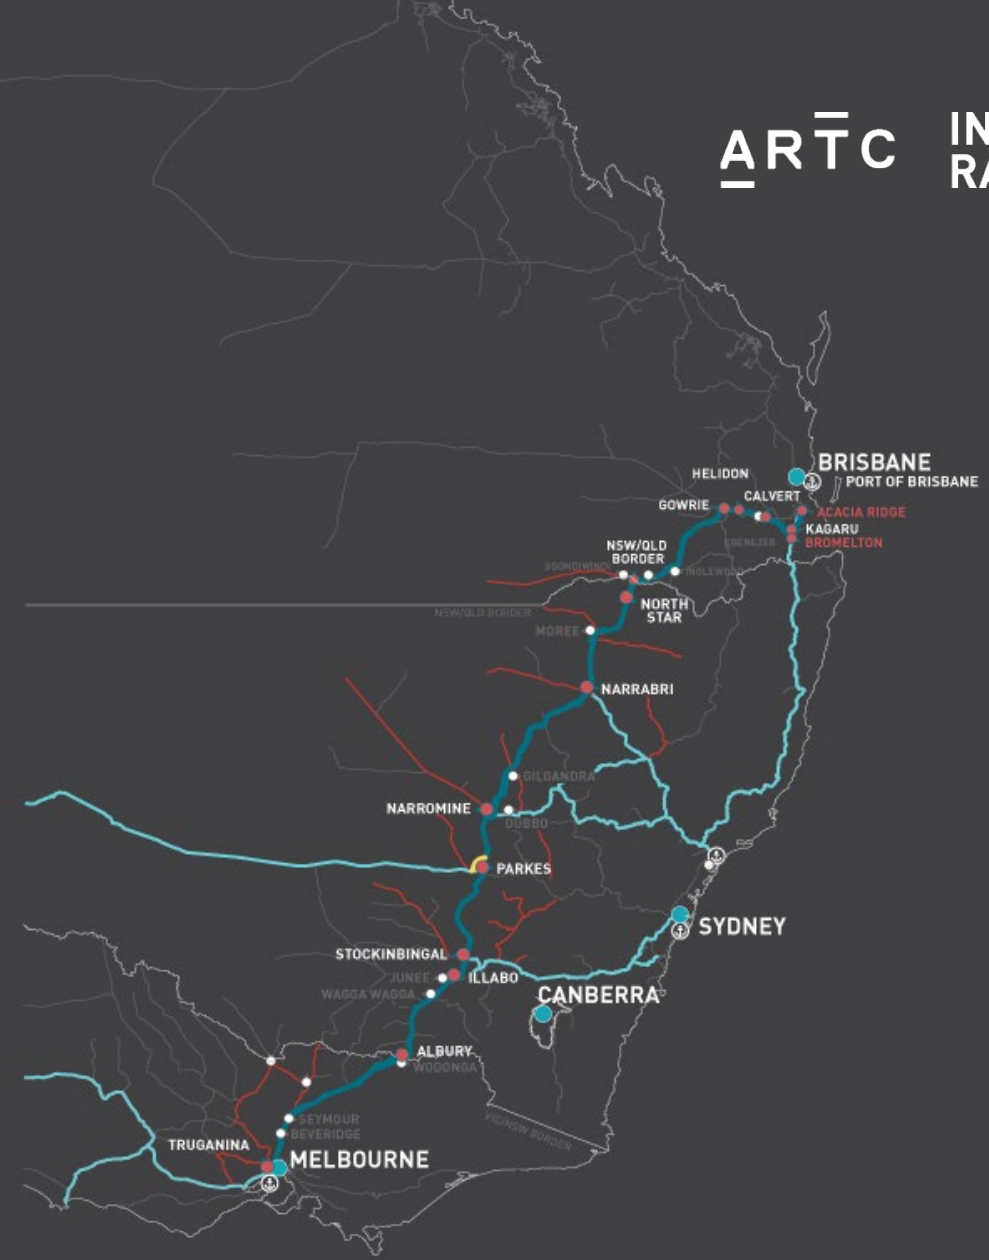 ARTC
IN
RA
BRISBANE
PORT OF BRISBANE
HELIDON
CALVERT
GOWRIE
ACACIA RIDGE
KAGARU
BROMELTON
EBENEZER
NSW/QLD
BORDER
GOONDIWINDI
INGLEWOOD
NORTH
STAR
NSW/QLD BORDER
MOREE
NARRABRI
GILGANDRA
NARROMINE
DUBBO
PARKES
SYDNEY
STOCKINBINGAL
JUNEE
ILLABO
WAGGA WAGGA
CANBERRA
ALBURY
WODONGA
SEYMOUR
BEVERIDGE
VIC/NSW BORDER
TRUGANINA
MELBOURNE